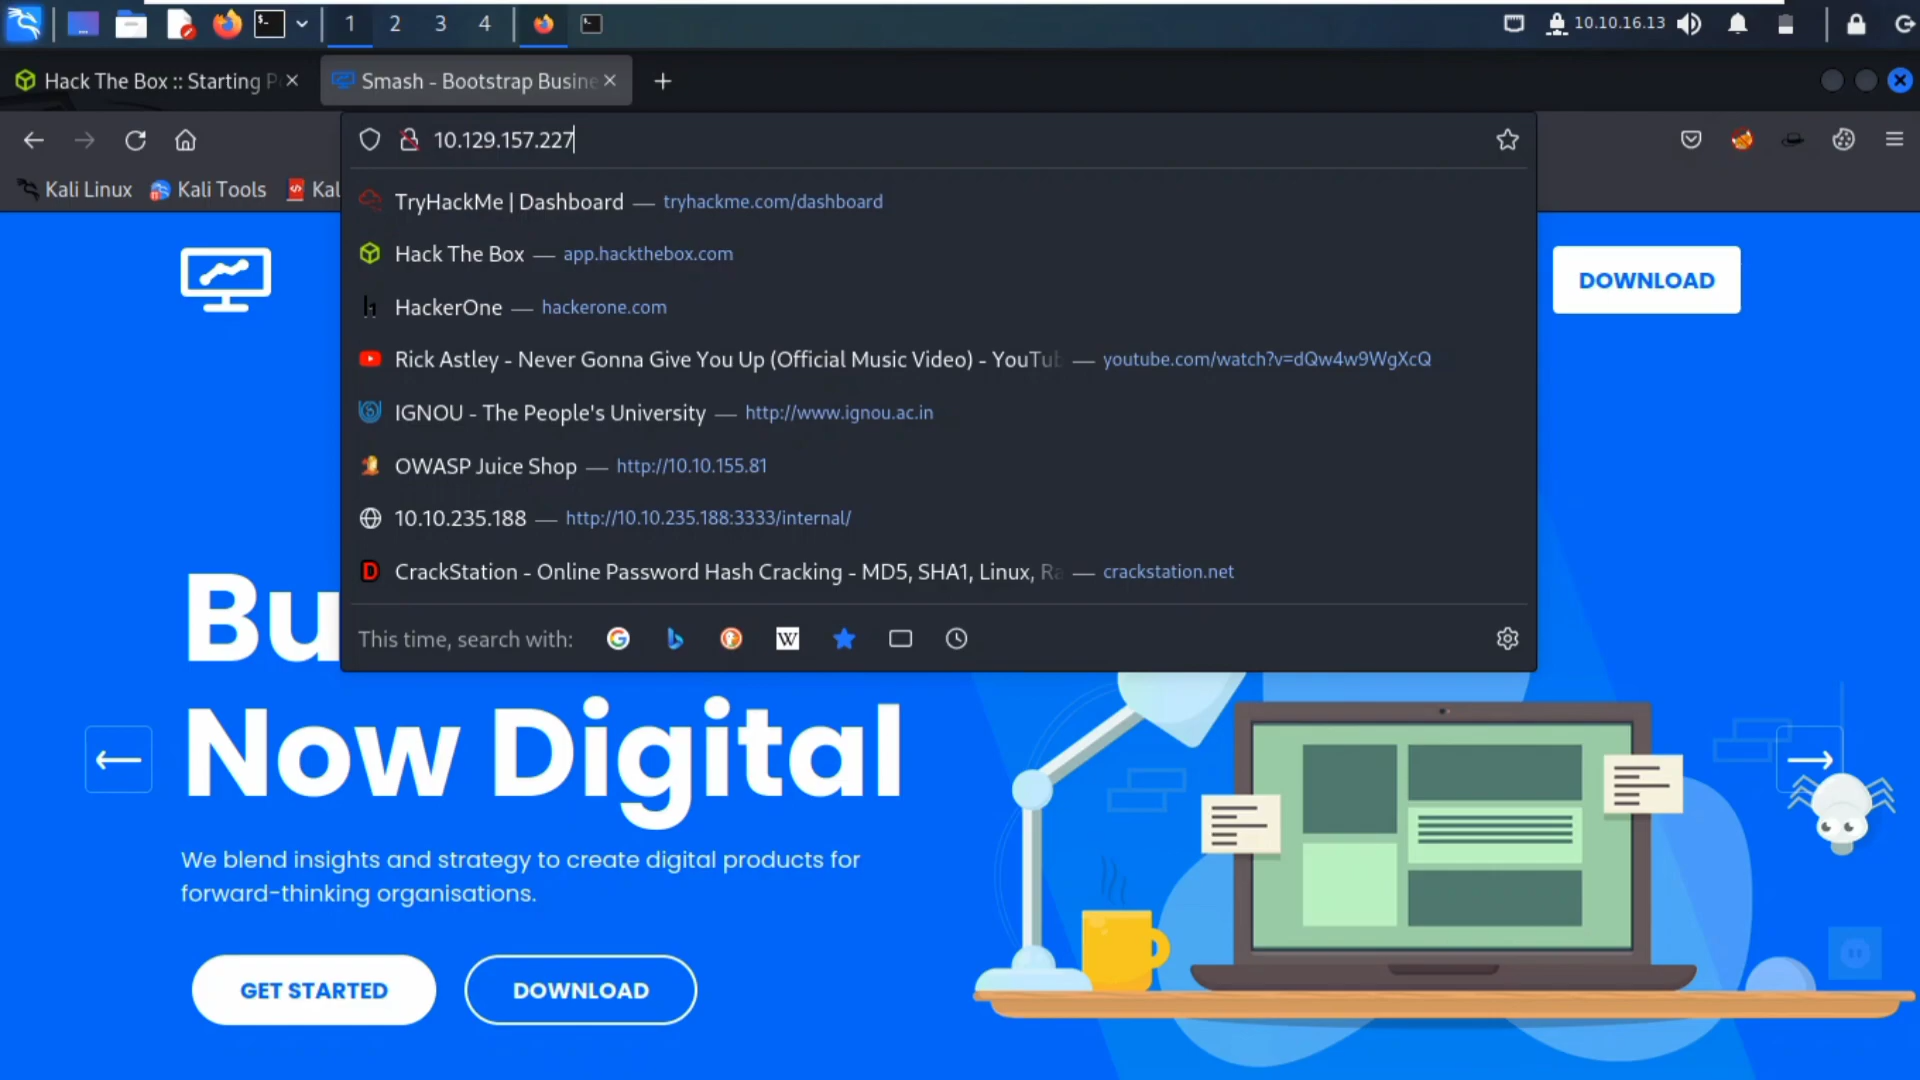 1 2 3 4 10.10.16.13
Hack The Box :: Starting P
Smash - Bootstrap Busine
10.129.157.227
Kali Linux Kali Tools Kal
TryHackMe | Dashboard — tryhackme.com/dashboard
Hack The Box — app.hackthebox.com
HackerOne — hackerone.com
Rick Astley - Never Gonna Give You Up (Official Music Video) - YouTub — youtube.com/watch?v=dQw4w9WgXcQ
IGNOU - The People's University — http://www.ignou.ac.in
OWASP Juice Shop — http://10.10.155.81
10.10.235.188 — http://10.10.235.188:3333/internal/
CrackStation - Online Password Hash Cracking - MD5, SHA1, Linux, Ra — crackstation.net
This time, search with:
DOWNLOAD
Bu
Now Digital
We blend insights and strategy to create digital products for
forward-thinking organisations.
GET STARTED DOWNLOAD